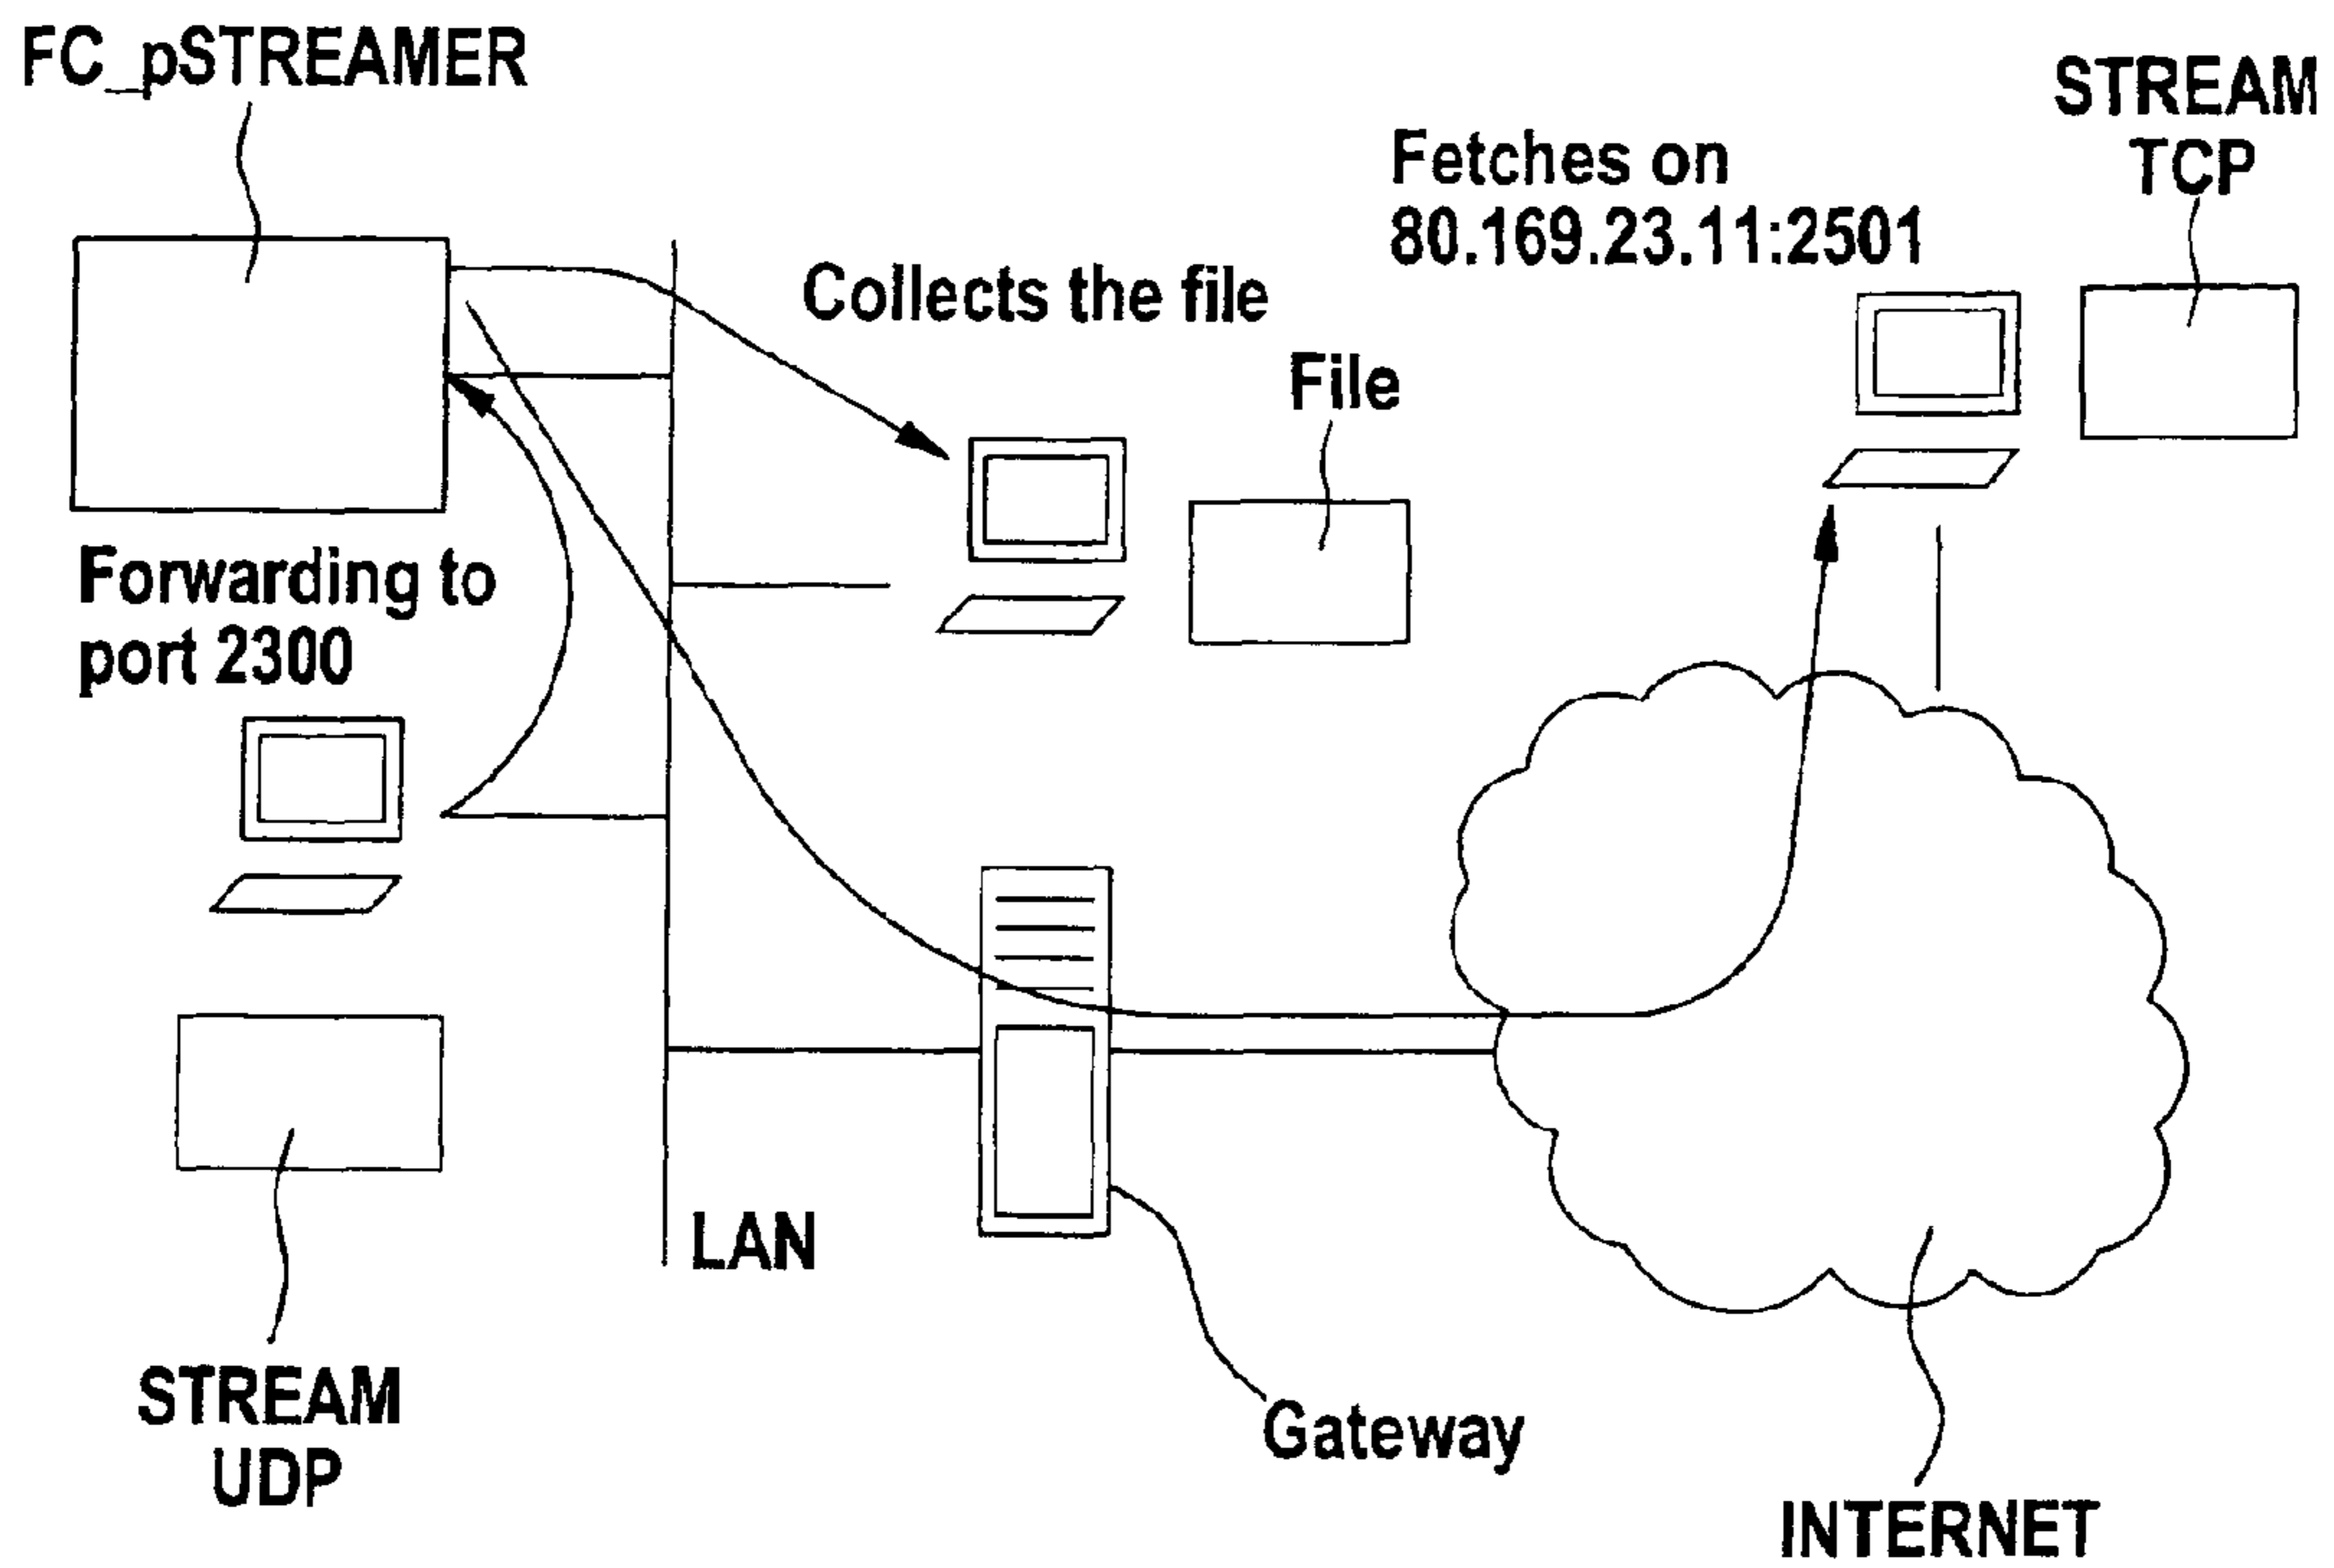 FC_pSTREAMER
STREAM
TCP
Fetches on
80.169.23.11:2501
Collects the file
File
Forwarding to
port 2300
LAN
STREAM
UDP
Gateway
INTERNET